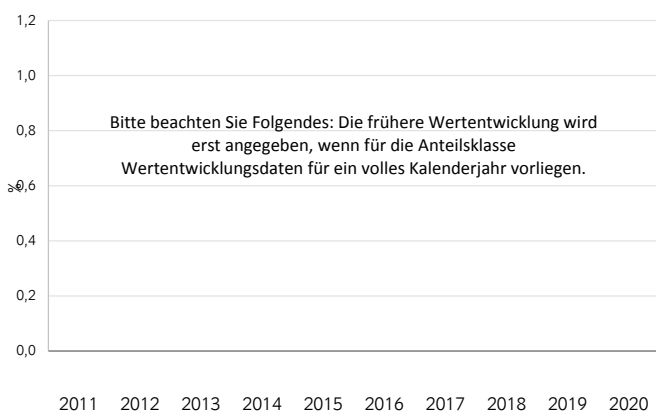 1,2
1,0
Bitte beachten Sie Folgendes: Die frühere Wertentwicklung wird
0,8
erst angegeben, wenn für die Anteilsklasse
Wertentwicklungsdaten für ein volles Kalenderjahr vorliegen.
%
0,6
0,4
0,2
0,0
2011 2012 2013 2014 2015 2016 2017 2018 2019 2020